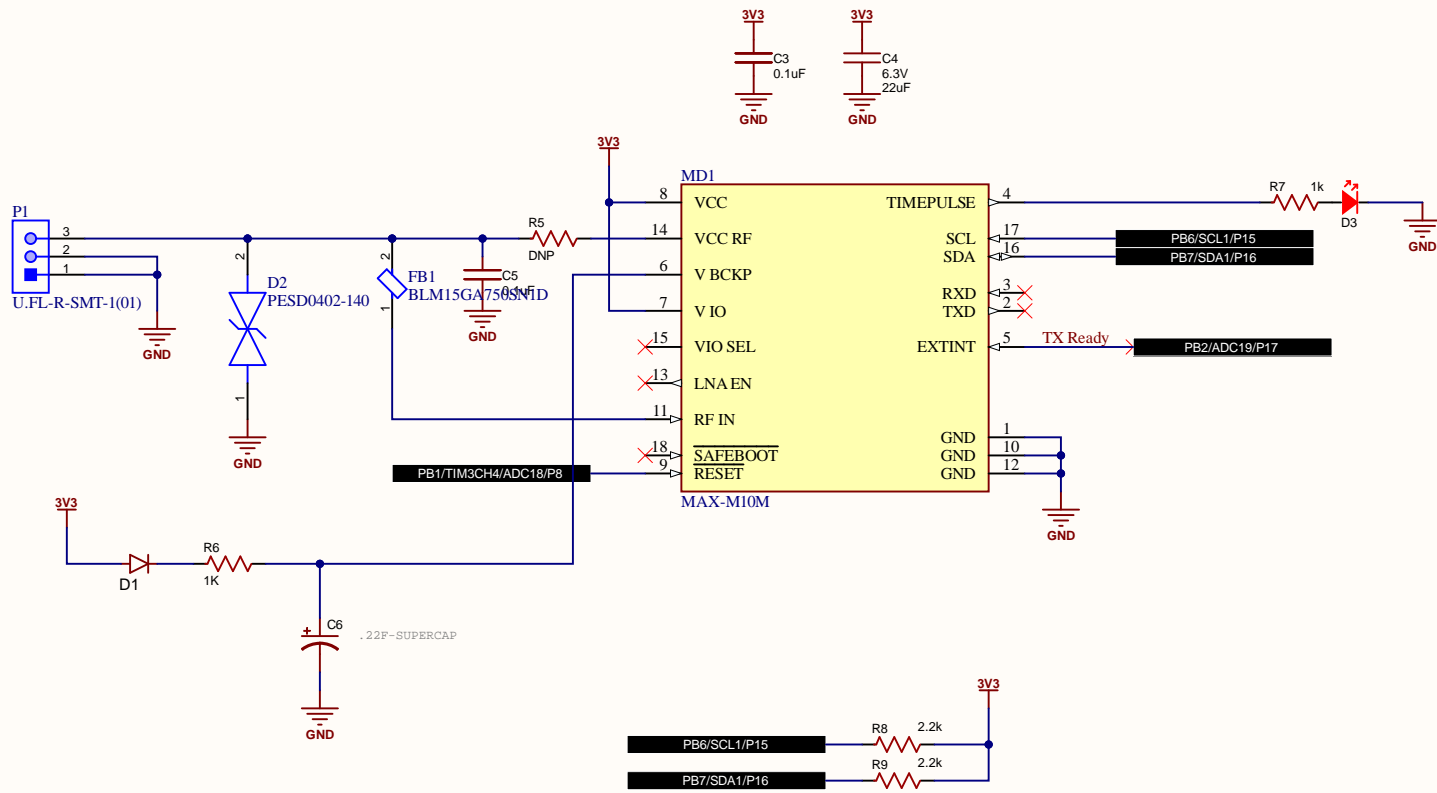 3V3
3V3
C3
0.1uF
C4
6.3V
22uF
GND
GND
3V3
MD1
8
VCC
TIMEPULSE
4
R7
1k
D3
GND
P1
3
2
1
U.FL-R-SMT-1(01)
GND
2
D2
PESD0402-140
1
GND
2
FB1
BLM15GA750SN1D
1
C5
0.1uF
GND
R5
DNP
14
VCC RF
SCL
17
PB6/SCL1/P15
SDA
16
PB7/SDA1/P16
6
V BCKP
RXD
3
7
V IO
TXD
2
15
VIO SEL
EXTINT
5
TX Ready
PB2/ADC19/P17
13
LNA EN
11
RF IN
GND
1
18
SAFEBOOT
GND
10
PB1/TIM3CH4/ADC18/P8
9
RESET
GND
12
MAX-M10M
GND
3V3
D1
R6
1K
C6
+
.22F-SUPERCAP
GND
3V3
PB6/SCL1/P15
R8
2.2k
PB7/SDA1/P16
R9
2.2k